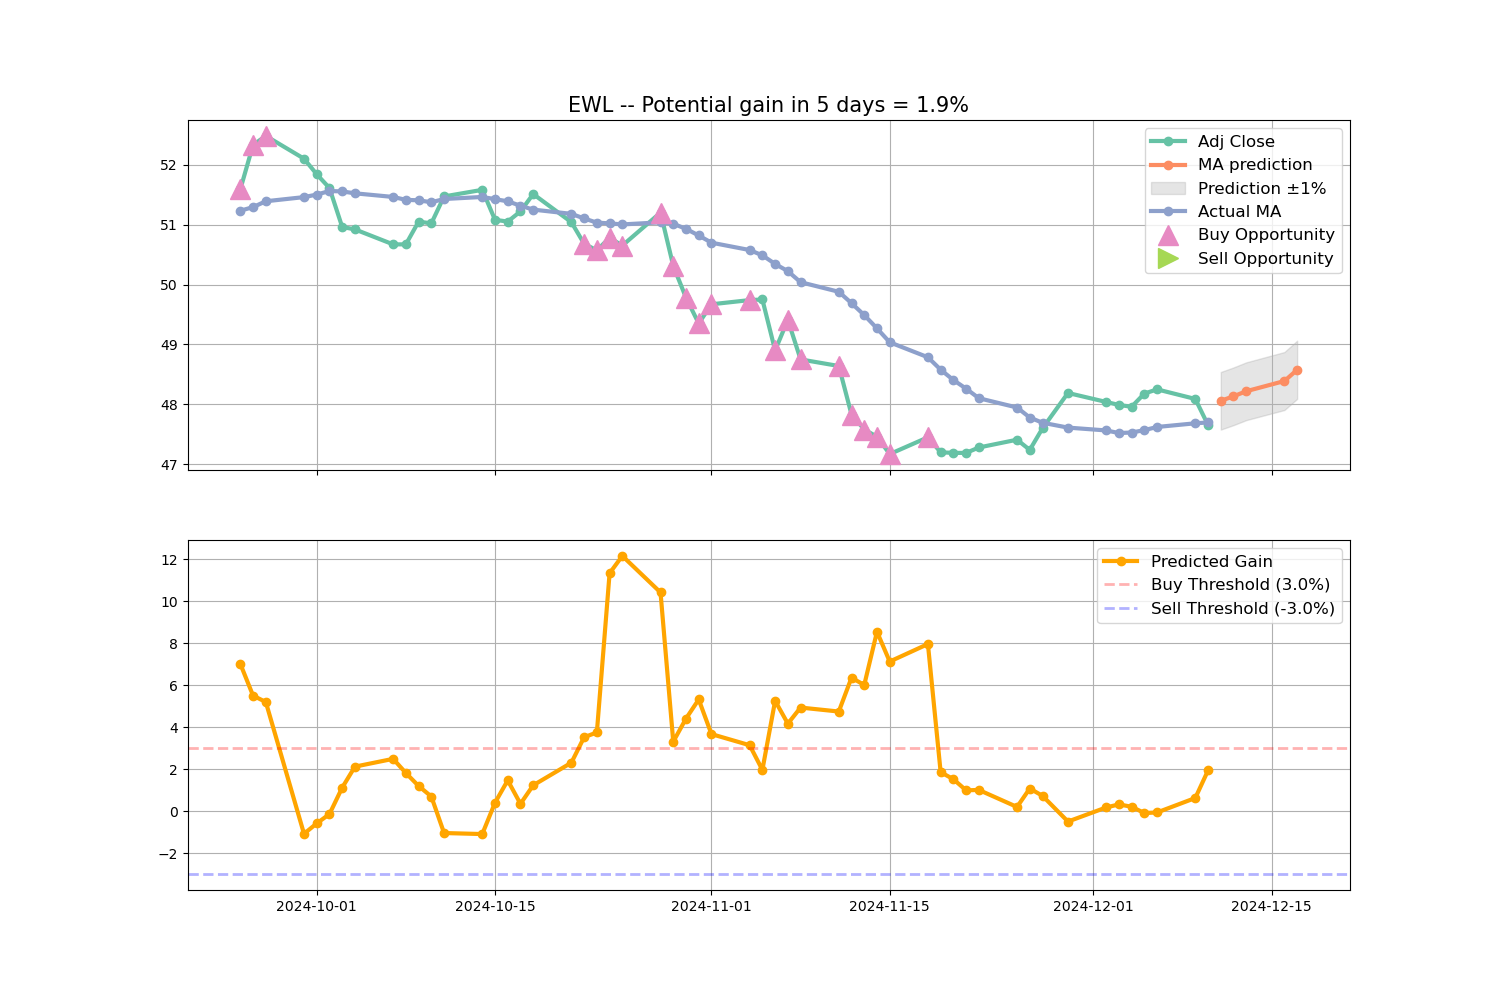 EWL -- Potential gain in 5 days = 1.9%
52
51
50
49
48
47
Adj Close
MA prediction
Prediction ±1%
Actual MA
Buy Opportunity
Sell Opportunity
12
10
8
6
4
2
0
−2
Predicted Gain
Buy Threshold (3.0%)
Sell Threshold (-3.0%)
2024-10-01 2024-10-15 2024-11-01 2024-11-15 2024-12-01 2024-12-15